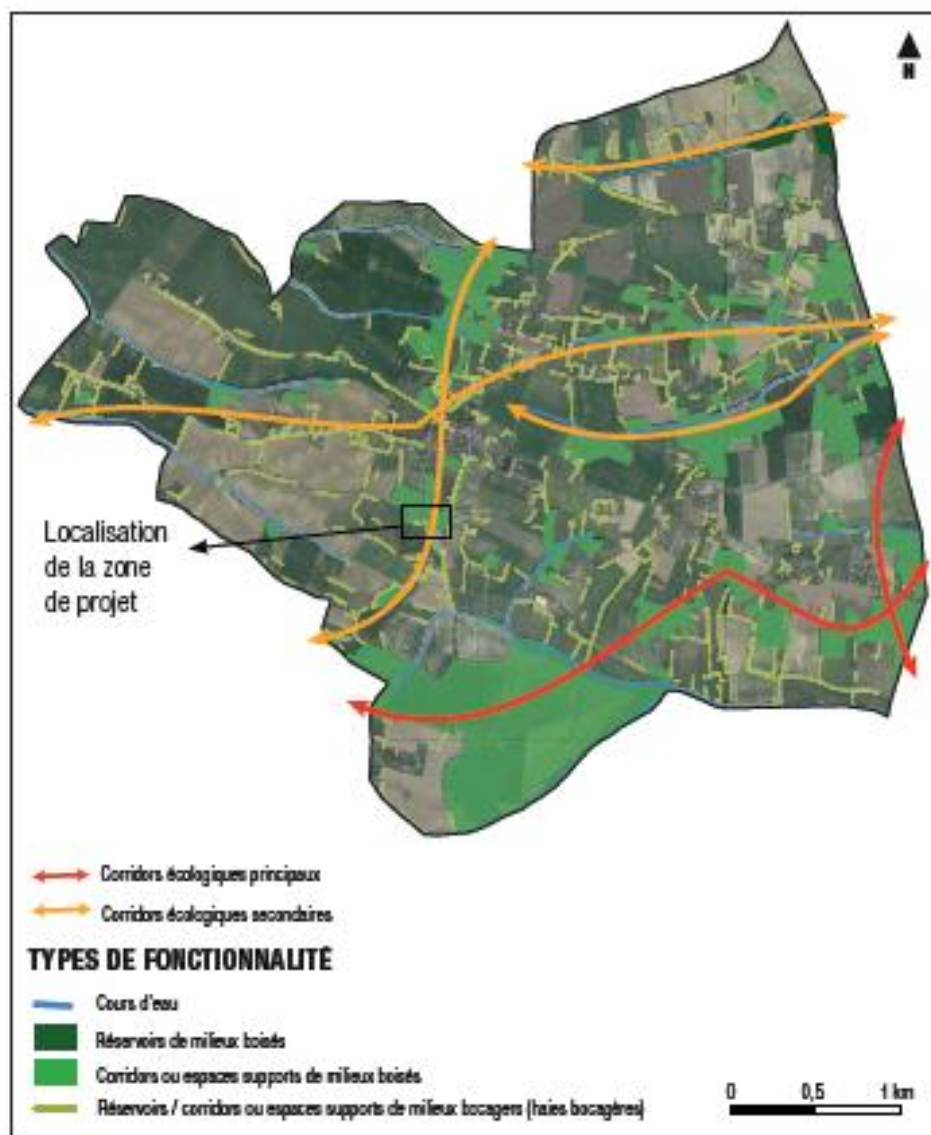 N
Localisation
de la zone
de projet
Corridors écologiques principaux
Corridors écologiques secondaires
TYPES DE FONCTIONNALITÉ
Cours d'eau
Réservoirs de milieux boisés
Corridors ou espaces supports de milieux boisés
Réservoirs / corridors ou espaces supports de milieux bocagers (haies bocagères)
0 0,5 1 km